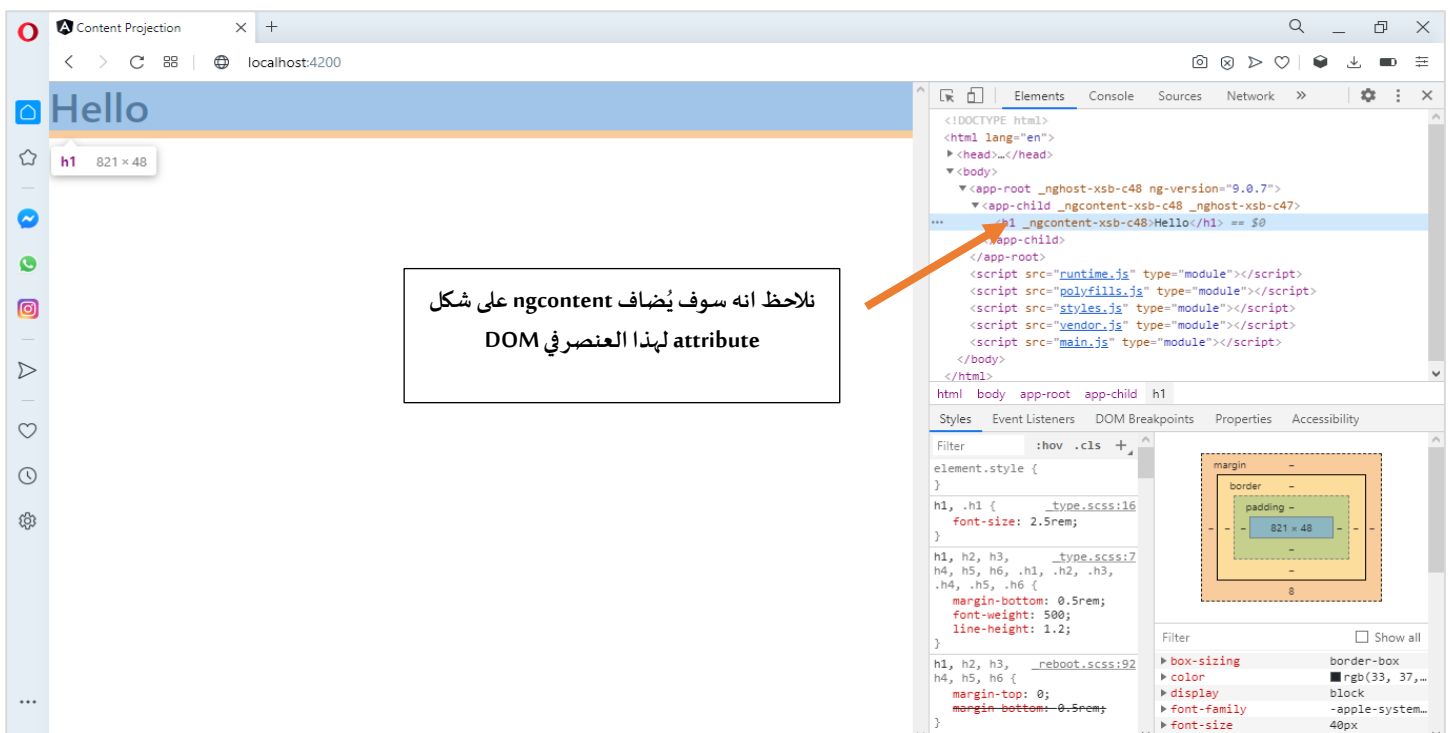 Content Projection
localhost:4200
Hello
h1 821 × 48
نلاحظ انه سوف يُضاف ngcontent على شكل
attribute لهذا العنصر في DOM
Elements Console Sources Network »
<!DOCTYPE html>
<html lang="en">
<head>…</head>
<body>
<app-root _nghost-xsb-c48 ng-version="9.0.7">
<app-child _ngcontent-xsb-c48 _nghost-xsb-c47>
<h1 _ngcontent-xsb-c48>Hello</h1> == $0
app-child>
</app-root>
<script src="runtime.js" type="module"></script>
<script src="polyfills.js" type="module"></script>
<script src="styles.js" type="module"></script>
<script src="vendor.js" type="module"></script>
<script src="main.js" type="module"></script>
</body>
</html>
html body app-root app-child h1
Styles Event Listeners DOM Breakpoints Properties Accessibility
Filter :hov .cls +
element.style {
}
h1, .h1 { _type.scss:16
font-size: 2.5rem;
}
h1, h2, h3, _type.scss:7
h4, h5, h6, .h1, .h2, .h3,
.h4, .h5, .h6 {
margin-bottom: 0.5rem;
font-weight: 500;
line-height: 1.2;
}
h1, h2, h3, _reboot.scss:92
h4, h5, h6 {
margin-top: 0;
margin-bottom: 0.5rem;
}
margin –
border –
padding –
– – – 821 × 48 – – –
–
–
8
Filter Show all
box-sizing border-box
color rgb(33, 37,…
display block
font-family -apple-system…
font-size 40px